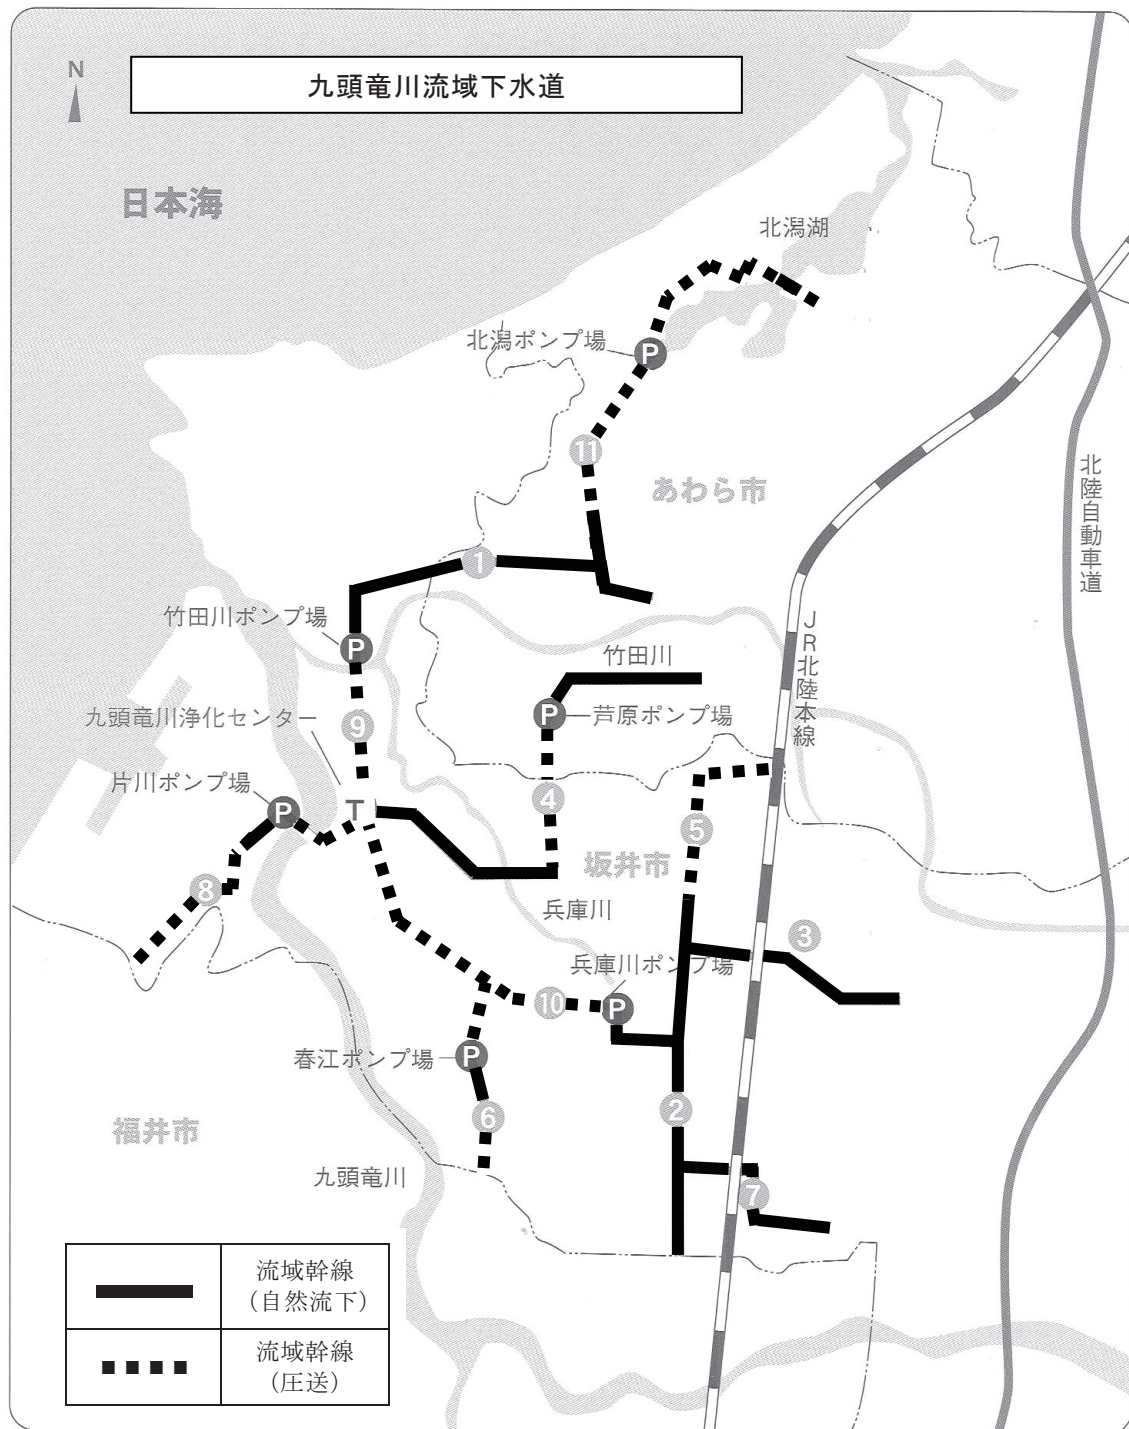 N
九頭竜川流域下水道
日本海
北潟湖
北潟ポンプ場
P
11
あわら市
北陸自動車道
1
JR北陸本線
竹田川ポンプ場
P
竹田川
P
芦原ポンプ場
九頭竜川浄化センター
9
片川ポンプ場
P
T
4
5
坂井市
8
兵庫川
3
兵庫川ポンプ場
10
P
春江ポンプ場
P
6
2
福井市
九頭竜川
7
流域幹線
(自然流下)
流域幹線
(圧送)